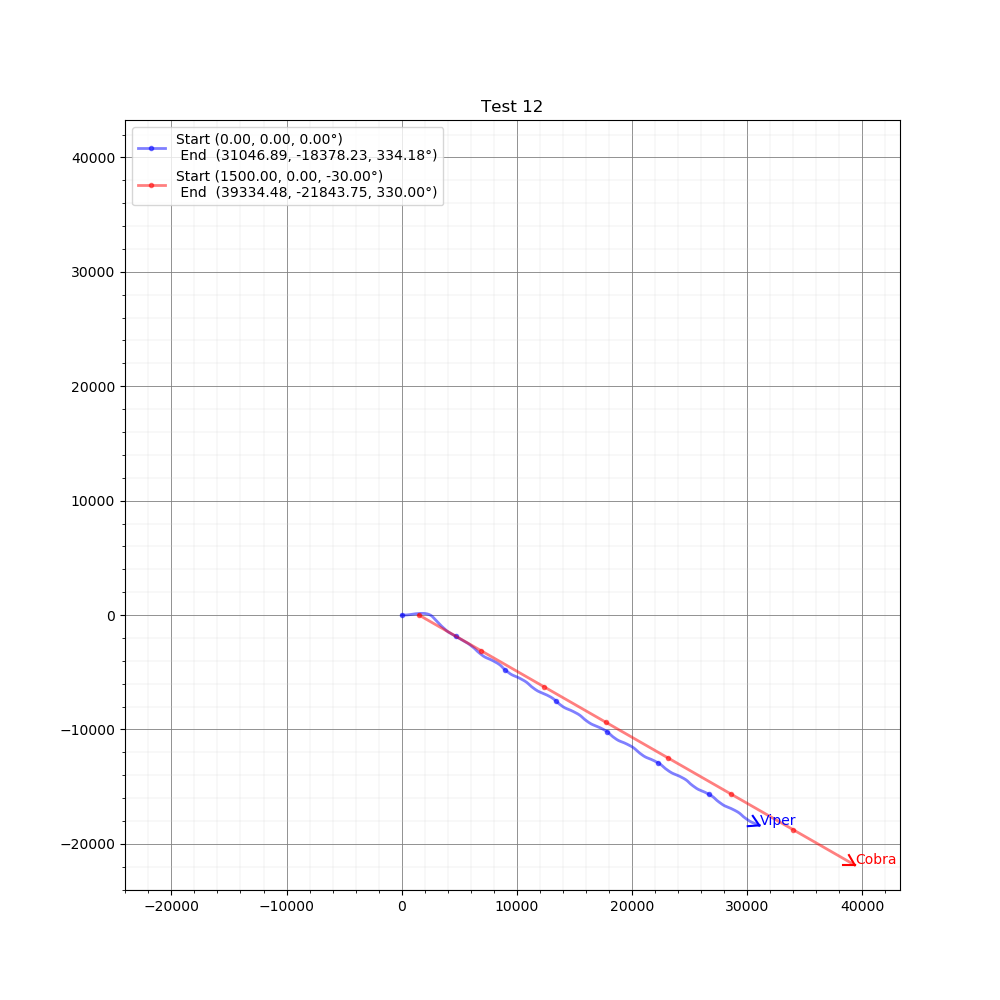 Test 12
Start (0.00, 0.00, 0.00°)
End  (31046.89, -18378.23, 334.18°)
Start (1500.00, 0.00, -30.00°)
End  (39334.48, -21843.75, 330.00°)
40000
30000
20000
10000
0
−10000
−20000
Viper
Cobra
−20000 −10000 0 10000 20000 30000 40000